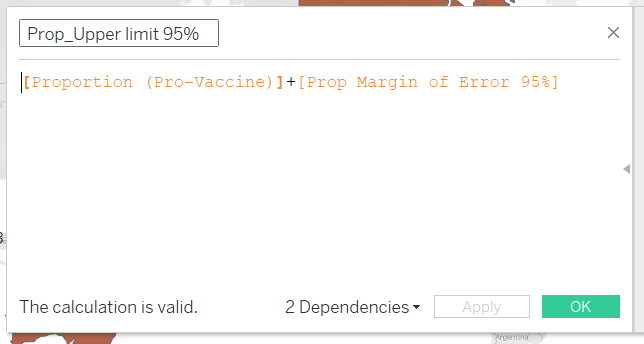 Prop_Upper limit 95%
[Proportion (Pro-Vaccine)]+[Prop Margin of Error 95%]
The calculation is valid.
2 Dependencies
Apply
OK
Argentina